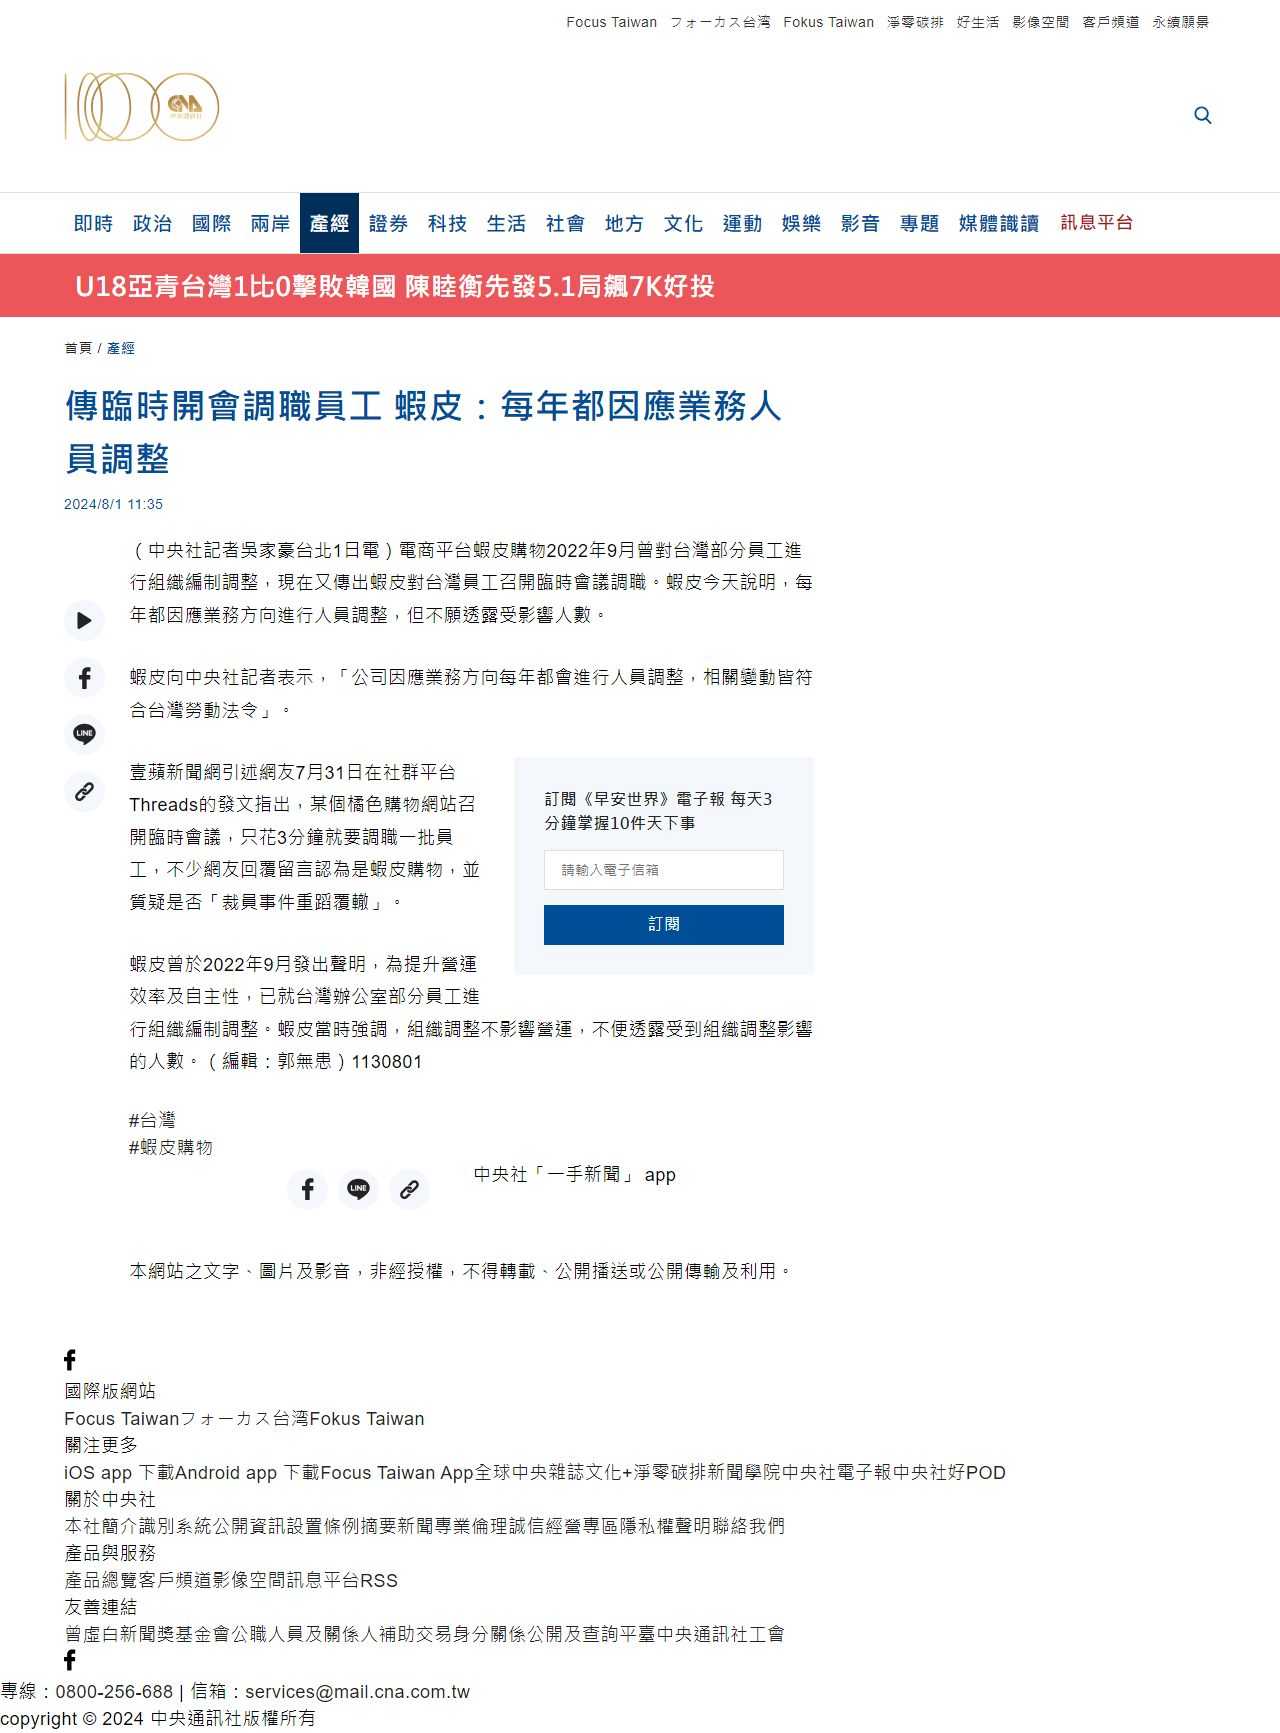 Focus Taiwan フォーカス台湾 Fokus Taiwan 淨零碳排 好生活 影像空間 客戶頻道 永續願景
CNA
即時 政治 國際 兩岸 產經 證券 科技 生活 社會 地方 文化 運動 娛樂 影音 專題 媒體識讀 訊息平台
U18亞青台灣1比0擊敗韓國 陳睦衡先發5.1局飆7K好投
首頁 / 產經
傳臨時開會調職員工 蝦皮：每年都因應業務人
員調整
2024/8/1 11:35
（中央社記者吳家豪台北1日電）電商平台蝦皮購物2022年9月曾對台灣部分員工進
行組織編制調整，現在又傳出蝦皮對台灣員工召開臨時會議調職。蝦皮今天說明，每
年都因應業務方向進行人員調整，但不願透露受影響人數。
蝦皮向中央社記者表示，「公司因應業務方向每年都會進行人員調整，相關變動皆符
合台灣勞動法令」。
LINE
壹蘋新聞網引述網友7月31日在社群平台
Threads的發文指出，某個橘色購物網站召
開臨時會議，只花3分鐘就要調職一批員
工，不少網友回覆留言認為是蝦皮購物，並
質疑是否「裁員事件重蹈覆轍」。
訂閱《早安世界》電子報 每天3
分鐘掌握10件天下事
請輸入電子信箱
訂閱
蝦皮曾於2022年9月發出聲明，為提升營運
效率及自主性，已就台灣辦公室部分員工進
行組織編制調整。蝦皮當時強調，組織調整不影響營運，不便透露受到組織調整影響
的人數。（編輯：郭無患）1130801
#台灣
#蝦皮購物
LINE
中央社「一手新聞」 app
本網站之文字、圖片及影音，非經授權，不得轉載、公開播送或公開傳輸及利用。
國際版網站
Focus Taiwanフォーカス台湾Fokus Taiwan
關注更多
iOS app 下載Android app 下載Focus Taiwan App全球中央雜誌文化+淨零碳排新聞學院中央社電子報中央社好POD
關於中央社
本社簡介識別系統公開資訊設置條例摘要新聞專業倫理誠信經營專區隱私權聲明聯絡我們
產品與服務
產品總覽客戶頻道影像空間訊息平台RSS
友善連結
曾虛白新聞獎基金會公職人員及關係人補助交易身分關係公開及查詢平臺中央通訊社工會
專線：0800-256-688 | 信箱：services@mail.cna.com.tw
copyright © 2024 中央通訊社版權所有